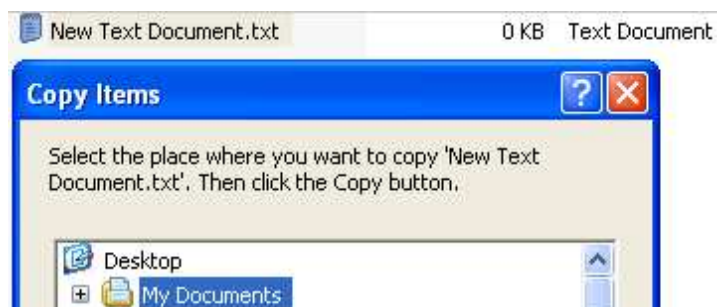 New Text Document.txt 0 KB Text Document
Copy Items
Select the place where you want to copy 'New Text
Document.txt'. Then click the Copy button.
Desktop
My Documents